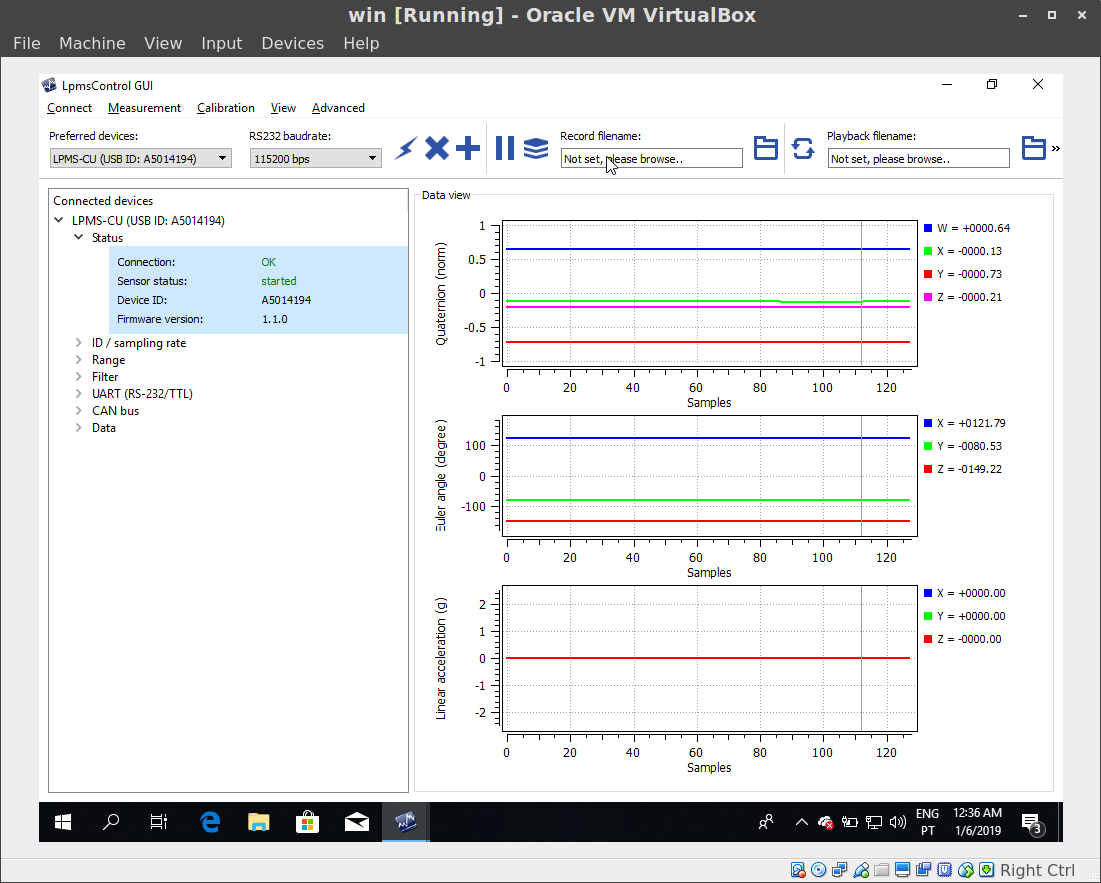 win [Running] - Oracle VM VirtualBox
File Machine View Input Devices Help
LpmsControl GUI
Connect Measurement Calibration View Advanced
Preferred devices:
LPMS-CU (USB ID: A5014194)
RS232 baudrate:
115200 bps
Record filename:
Not set, please browse..
Playback filename:
Not set, please browse..
»
Connected devices
LPMS-CU (USB ID: A5014194)
Status
Connection: OK
Sensor status: started
Device ID: A5014194
Firmware version: 1.1.0
ID / sampling rate
Range
Filter
UART (RS-232/TTL)
CAN bus
Data
Data view
Quaternion (norm)
1
0.5
0
-0.5
-1
0 20 40 60 80 100 120
Samples
W = +0000.64
X = -0000.13
Y = -0000.73
Z = -0000.21
Euler angle (degree)
100
0
-100
0 20 40 60 80 100 120
Samples
X = +0121.79
Y = -0080.53
Z = -0149.22
Linear acceleration (g)
2
1
0
-1
-2
0 20 40 60 80 100 120
Samples
X = +0000.00
Y = +0000.00
Z = -0000.00
ENG
PT
12:36 AM
1/6/2019
3
Right Ctrl